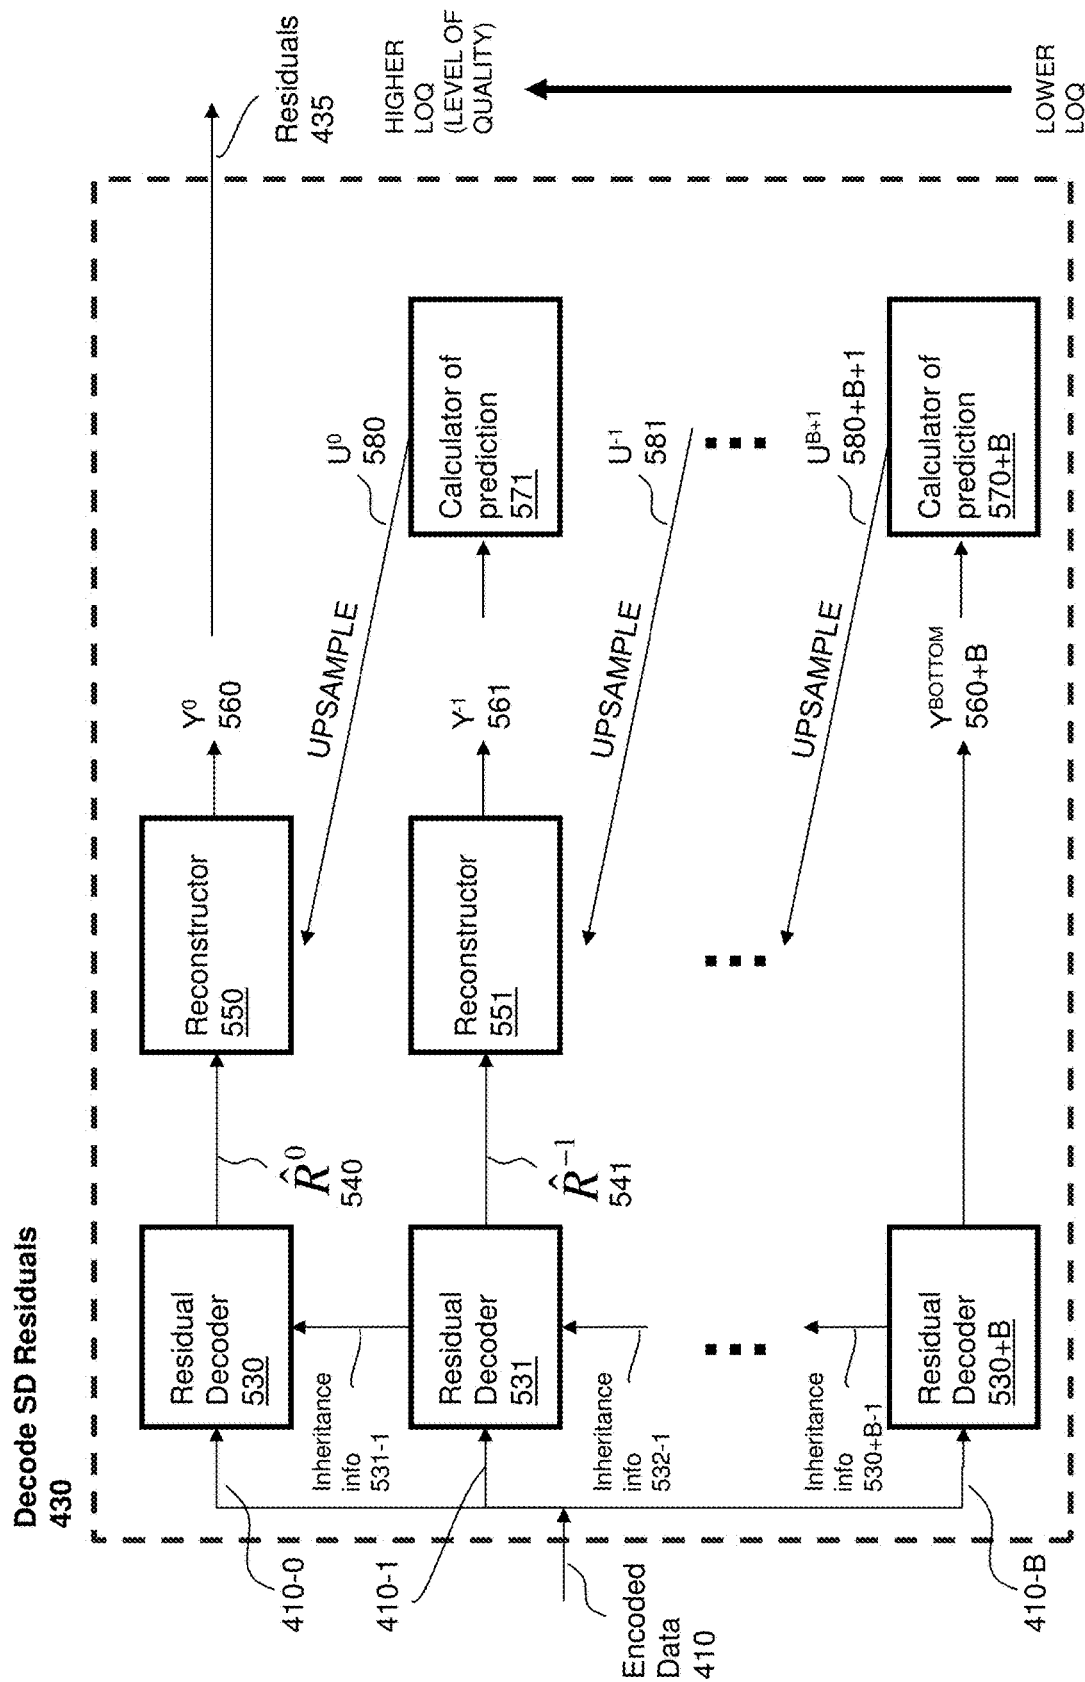 Decode SD Residuals
430
Residual
Decoder
530
R̂⁰
540
Reconstructor
550
Y⁰
560
Residuals
435
410-0
Inheritance
info
531-1
UPSAMPLE
U⁰
580
HIGHER
LOQ
(LEVEL OF
QUALITY)
410-1
Residual
Decoder
531
R̂⁻¹
541
Reconstructor
551
Y⁻¹
561
Calculator of
prediction
571
Encoded
Data
410
Inheritance
info
532-1
UPSAMPLE
U⁻¹
581
Inheritance
info
530+B-1
UPSAMPLE
Uᴮ⁺¹
580+B+1
410-B
Residual
Decoder
530+B
Yᴮᴼᵀᵀᴼᴹ
560+B
Calculator of
prediction
570+B
LOWER
LOQ